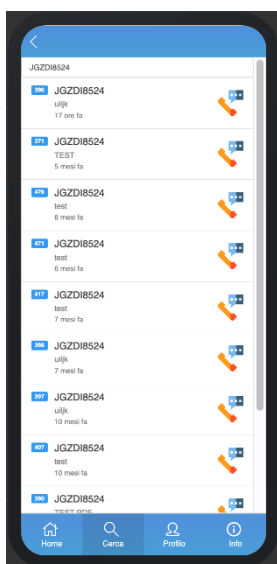 JGZDI8524
396 JGZDI8524
uiljk
17 ore fa
371 JGZDI8524
TEST
5 mesi fa
476 JGZDI8524
test
6 mesi fa
471 JGZDI8524
test
6 mesi fa
417 JGZDI8524
test
7 mesi fa
398 JGZDI8524
uiljk
7 mesi fa
397 JGZDI8524
uiljk
10 mesi fa
407 JGZDI8524
test
10 mesi fa
390 JGZDI8524
Home Cerca Profilo Info